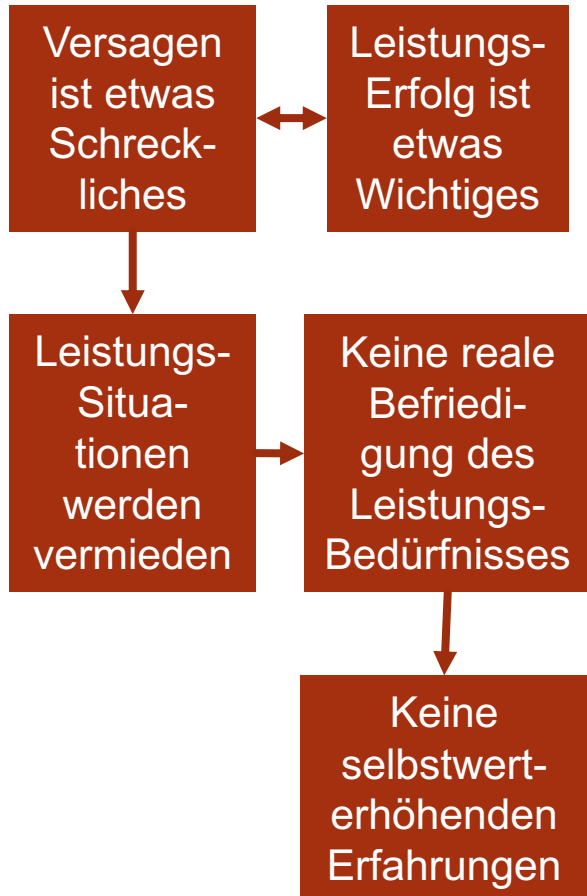 Versagen
ist etwas
Schreck-
liches
Leistungs-
Erfolg ist
etwas
Wichtiges
Leistungs-
Situa-
tionen
werden
vermieden
Keine reale
Befriedi-
gung des
Leistungs-
Bedürfnisses
Keine
selbstwert-
erhöhenden
Erfahrungen